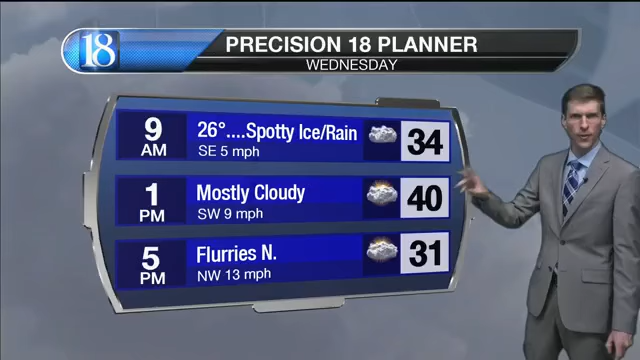 18
PRECISION 18 PLANNER
WEDNESDAY
9 AM
26°....Spotty Ice/Rain
SE 5 mph
34
1 PM
Mostly Cloudy
SW 9 mph
40
5 PM
Flurries N.
NW 13 mph
31